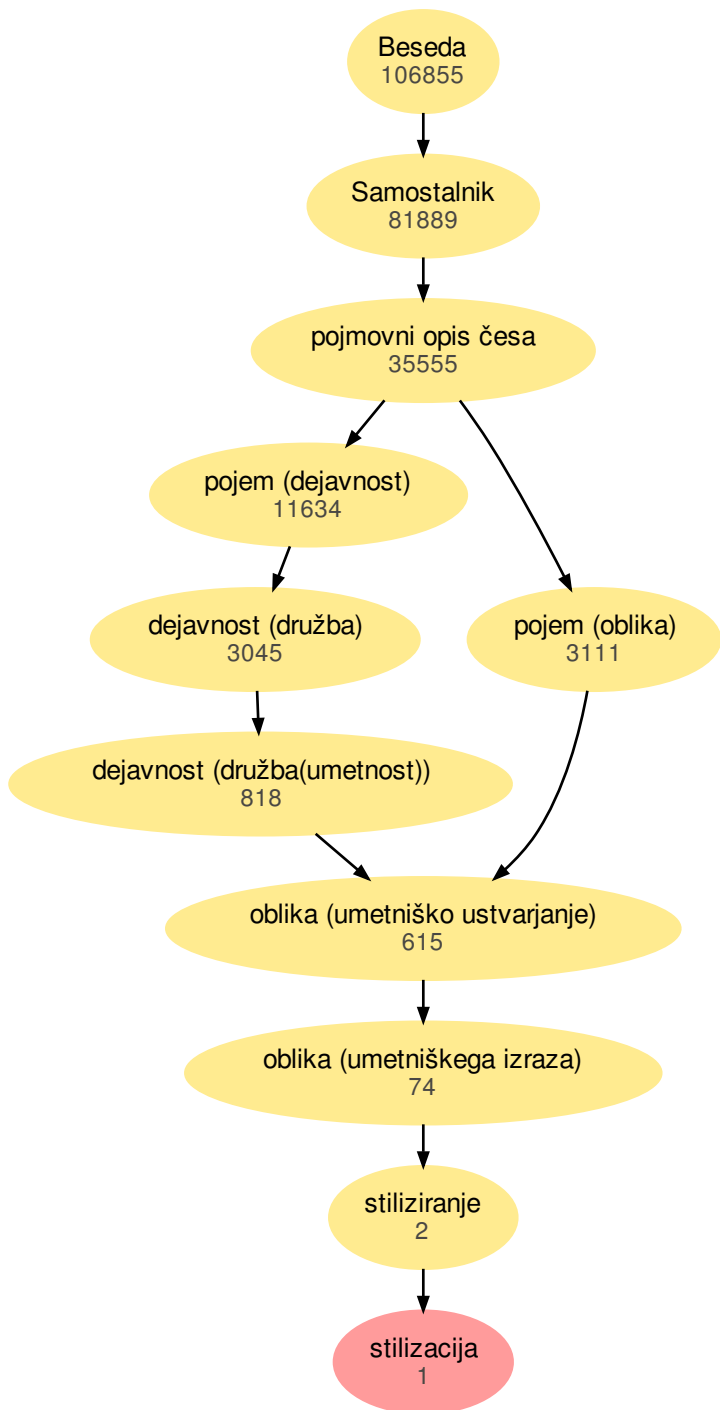 Beseda
106855
Samostalnik
81889
pojmovni opis česa
35555
pojem (dejavnost)
11634
dejavnost (družba)
3045
pojem (oblika)
3111
dejavnost (družba(umetnost))
818
oblika (umetniško ustvarjanje)
615
oblika (umetniškega izraza)
74
stiliziranje
2
stilizacija
1